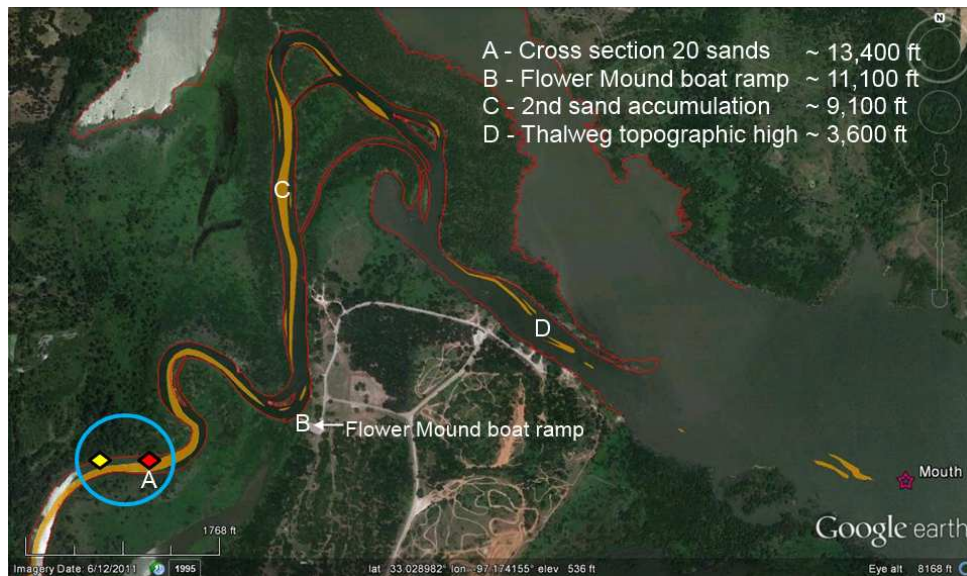 N
A - Cross section 20 sands ~ 13,400 ft
B - Flower Mound boat ramp ~ 11,100 ft
C - 2nd sand accumulation ~ 9,100 ft
D - Thalweg topographic high ~ 3,600 ft
C
D
B
Flower Mound boat ramp
A
Mouth
1768 ft
Google earth
Imagery Date: 6/12/2011 1995 lat 33.028982° lon -97.174155° elev 536 ft Eye alt 8168 ft